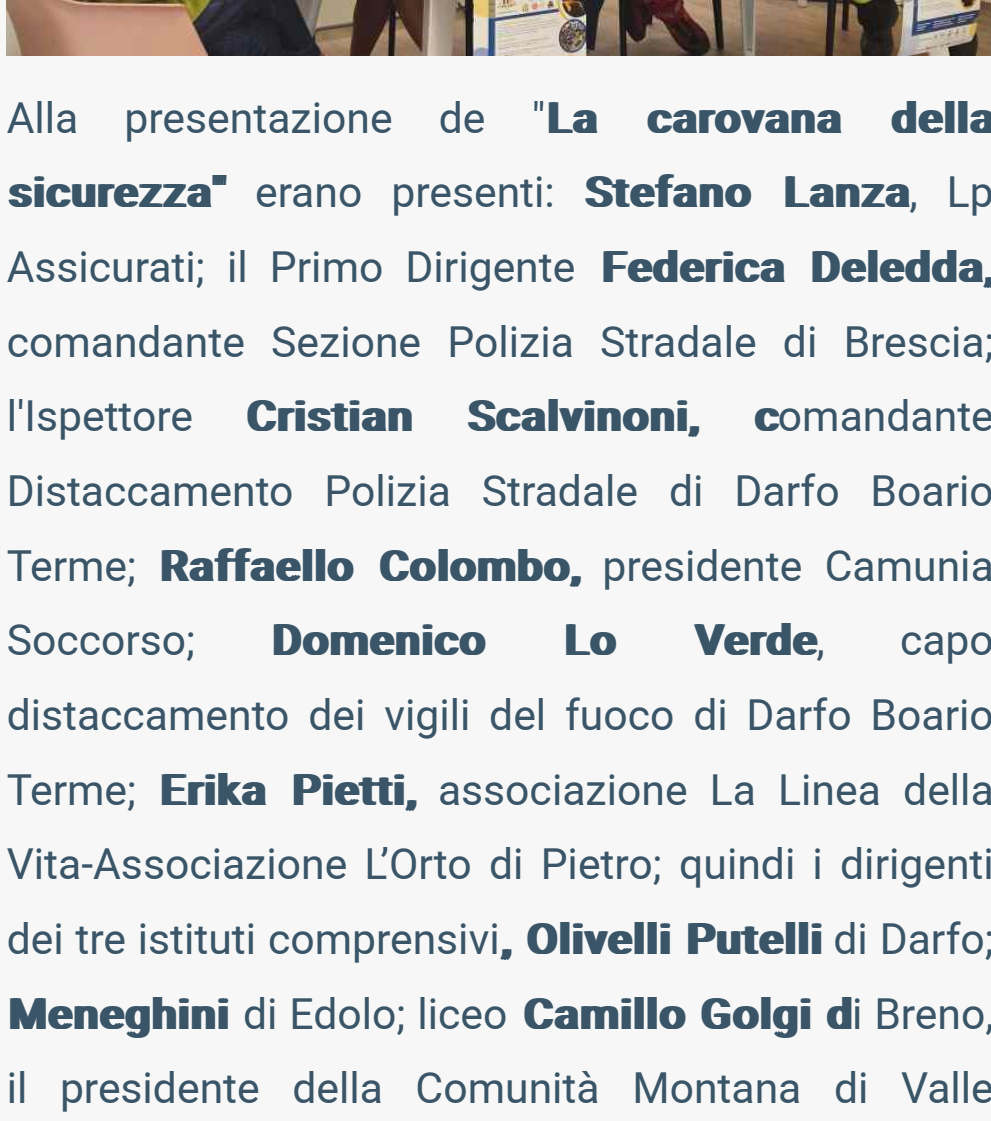 Alla presentazione de "La carovana della
sicurezza" erano presenti: Stefano Lanza, Lp
Assicurati; il Primo Dirigente Federica Deledda,
comandante Sezione Polizia Stradale di Brescia;
l'Ispettore Cristian Scalvinoni, comandante
Distaccamento Polizia Stradale di Darfo Boario
Terme; Raffaello Colombo, presidente Camunia
Soccorso; Domenico Lo Verde, capo
distaccamento dei vigili del fuoco di Darfo Boario
Terme; Erika Pietti, associazione La Linea della
Vita-Associazione L’Orto di Pietro; quindi i dirigenti
dei tre istituti comprensivi, Olivelli Putelli di Darfo;
Meneghini di Edolo; liceo Camillo Golgi di Breno,
il presidente della Comunità Montana di Valle